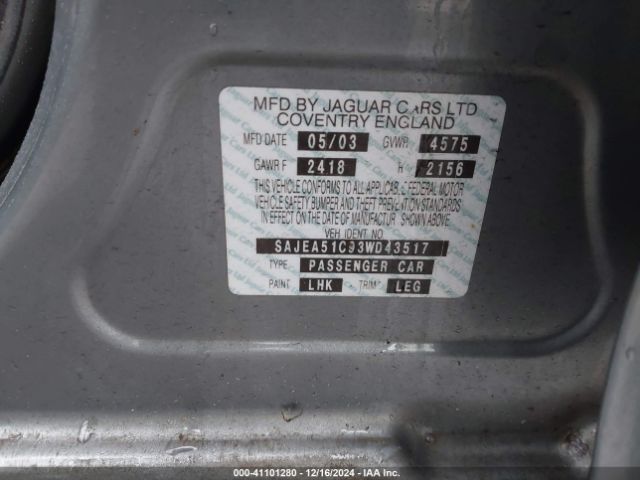 MFD BY JAGUAR CARS LTD
COVENTRY ENGLAND
MFD DATE 05/03 GVWR 4575
GAWR F 2418 R 2156
THIS VEHICLE CONFORMS TO ALL APPLICABLE FEDERAL MOTOR
VEHICLE SAFETY BUMPER AND THEFT PREVENTION STANDARDS
IN EFFECT ON THE DATE OF MANUFACTURE SHOWN ABOVE.
VEH IDENT NO
SAJEA51C93WD43517
TYPE PASSENGER CAR
PAINT LHK TRIM LEG
000-41101280 - 12/16/2024 - IAA Inc.